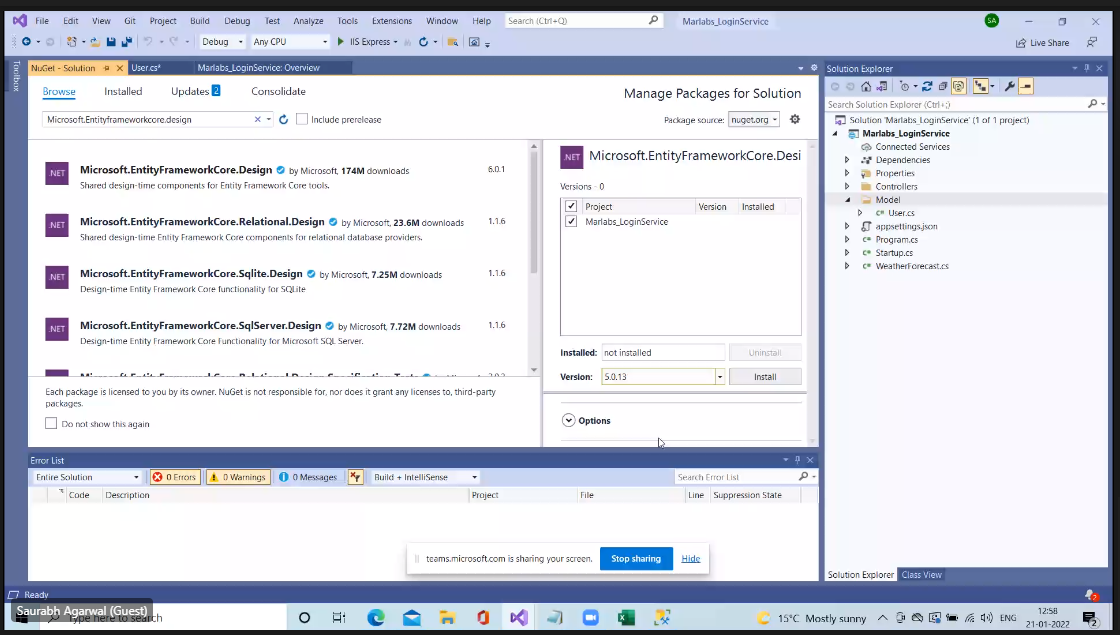 File Edit View Git Project Build Debug Test Analyze Tools Extensions Window Help Search (Ctrl+Q) Marlabs_LoginService SA
Debug Any CPU IIS Express Live Share
Toolbox
NuGet - Solution User.cs* Marlabs_LoginService: Overview
Browse Installed Updates 2 Consolidate
Manage Packages for Solution
Microsoft.Entityframeworkcore.design Include prerelease
Package source: nuget.org
.NET Microsoft.EntityFrameworkCore.Design by Microsoft, 174M downloads 6.0.1
Shared design-time components for Entity Framework Core tools.
.NET Microsoft.EntityFrameworkCore.Relational.Design by Microsoft, 23.6M downloads 1.1.6
Shared design-time Entity Framework Core components for relational database providers.
.NET Microsoft.EntityFrameworkCore.Sqlite.Design by Microsoft, 7.25M downloads 1.1.6
Design-time Entity Framework Core functionality for SQLite
.NET Microsoft.EntityFrameworkCore.SqlServer.Design by Microsoft, 7.72M downloads 1.1.6
Design-time Entity Framework Core Functionality for Microsoft SQL Server.
Each package is licensed to you by its owner. NuGet is not responsible for, nor does it grant any licenses to, third-party
packages.
Do not show this again
.NET Microsoft.EntityFrameworkCore.Desi
Versions - 0
Project Version Installed
Marlabs_LoginService
Installed: not installed Uninstall
Version: 5.0.13 Install
Options
Error List
Entire Solution 0 Errors 0 Warnings 0 Messages Build + IntelliSense Search Error List
Code Description Project File Line Suppression State
teams.microsoft.com is sharing your screen. Stop sharing Hide
Solution Explorer
Search Solution Explorer (Ctrl+;)
Solution 'Marlabs_LoginService' (1 of 1 project)
Marlabs_LoginService
Connected Services
Dependencies
Properties
Controllers
Model
C# User.cs
appsettings.json
C# Program.cs
C# Startup.cs
C# WeatherForecast.cs
Solution Explorer Class View
Ready 2
Saurabh Agarwal (Guest)
Type here to search
15°C Mostly sunny ENG 12:58
21-01-2022 2